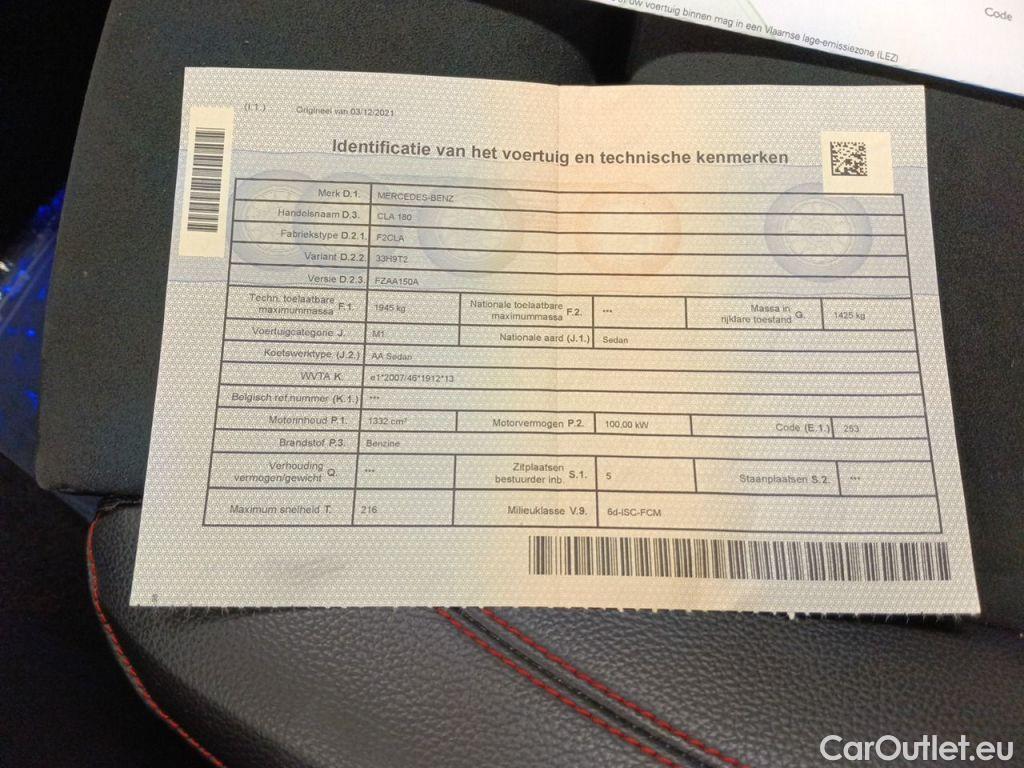 of uw voertuig binnen mag in een Vlaamse lage-emissiezone (LEZ)
Code
(I.1.) Origineel van 03/12/2021
Identificatie van het voertuig en technische kenmerken
Merk D.1. MERCEDES-BENZ
Handelsnaam D.3. CLA 180
Fabriekstype D.2.1. F2CLA
Variant D.2.2. 33H9T2
Versie D.2.3. FZAA150A
Techn. toelaatbare maximummassa F.1. 1945 kg Nationale toelaatbare maximummassa F.2. *** Massa in rijklare toestand G. 1425 kg
Voertuigcategorie J. M1 Nationale aard (J.1.) Sedan
Koetswerktype (J.2.) AA Sedan
WVTA K. e1*2007/46*1912*13
Belgisch ref.nummer (K.1.) ***
Motorinhoud P.1. 1332 cm³ Motorvermogen P.2. 100,00 kW Code (E.1.) 253
Brandstof P.3. Benzine
Verhouding vermogen/gewicht Q. *** Zitplaatsen bestuurder inb. S.1. 5 Staanplaatsen S.2. ***
Maximum snelheid T. 216 Milieuklasse V.9. 6d-ISC-FCM
CarOutlet.eu